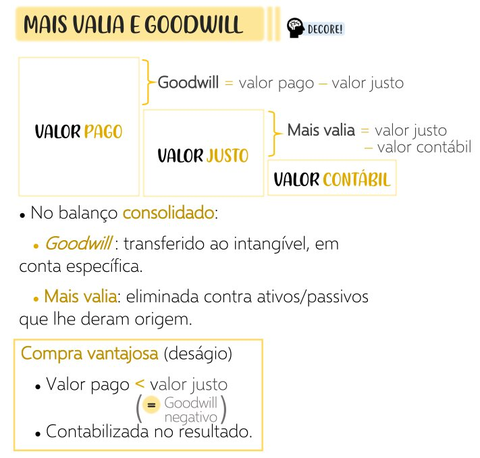 MAIS VALIA E GOODWILL
DECORE!
Goodwill = valor pago – valor justo
VALOR PAGO
Mais valia = valor justo
– valor contábil
VALOR JUSTO
VALOR CONTÁBIL
• No balanço consolidado:
• Goodwill : transferido ao intangível, em
conta específica.
• Mais valia: eliminada contra ativos/passivos
que lhe deram origem.
Compra vantajosa (deságio)
• Valor pago < valor justo
(= Goodwill
negativo)
• Contabilizada no resultado.